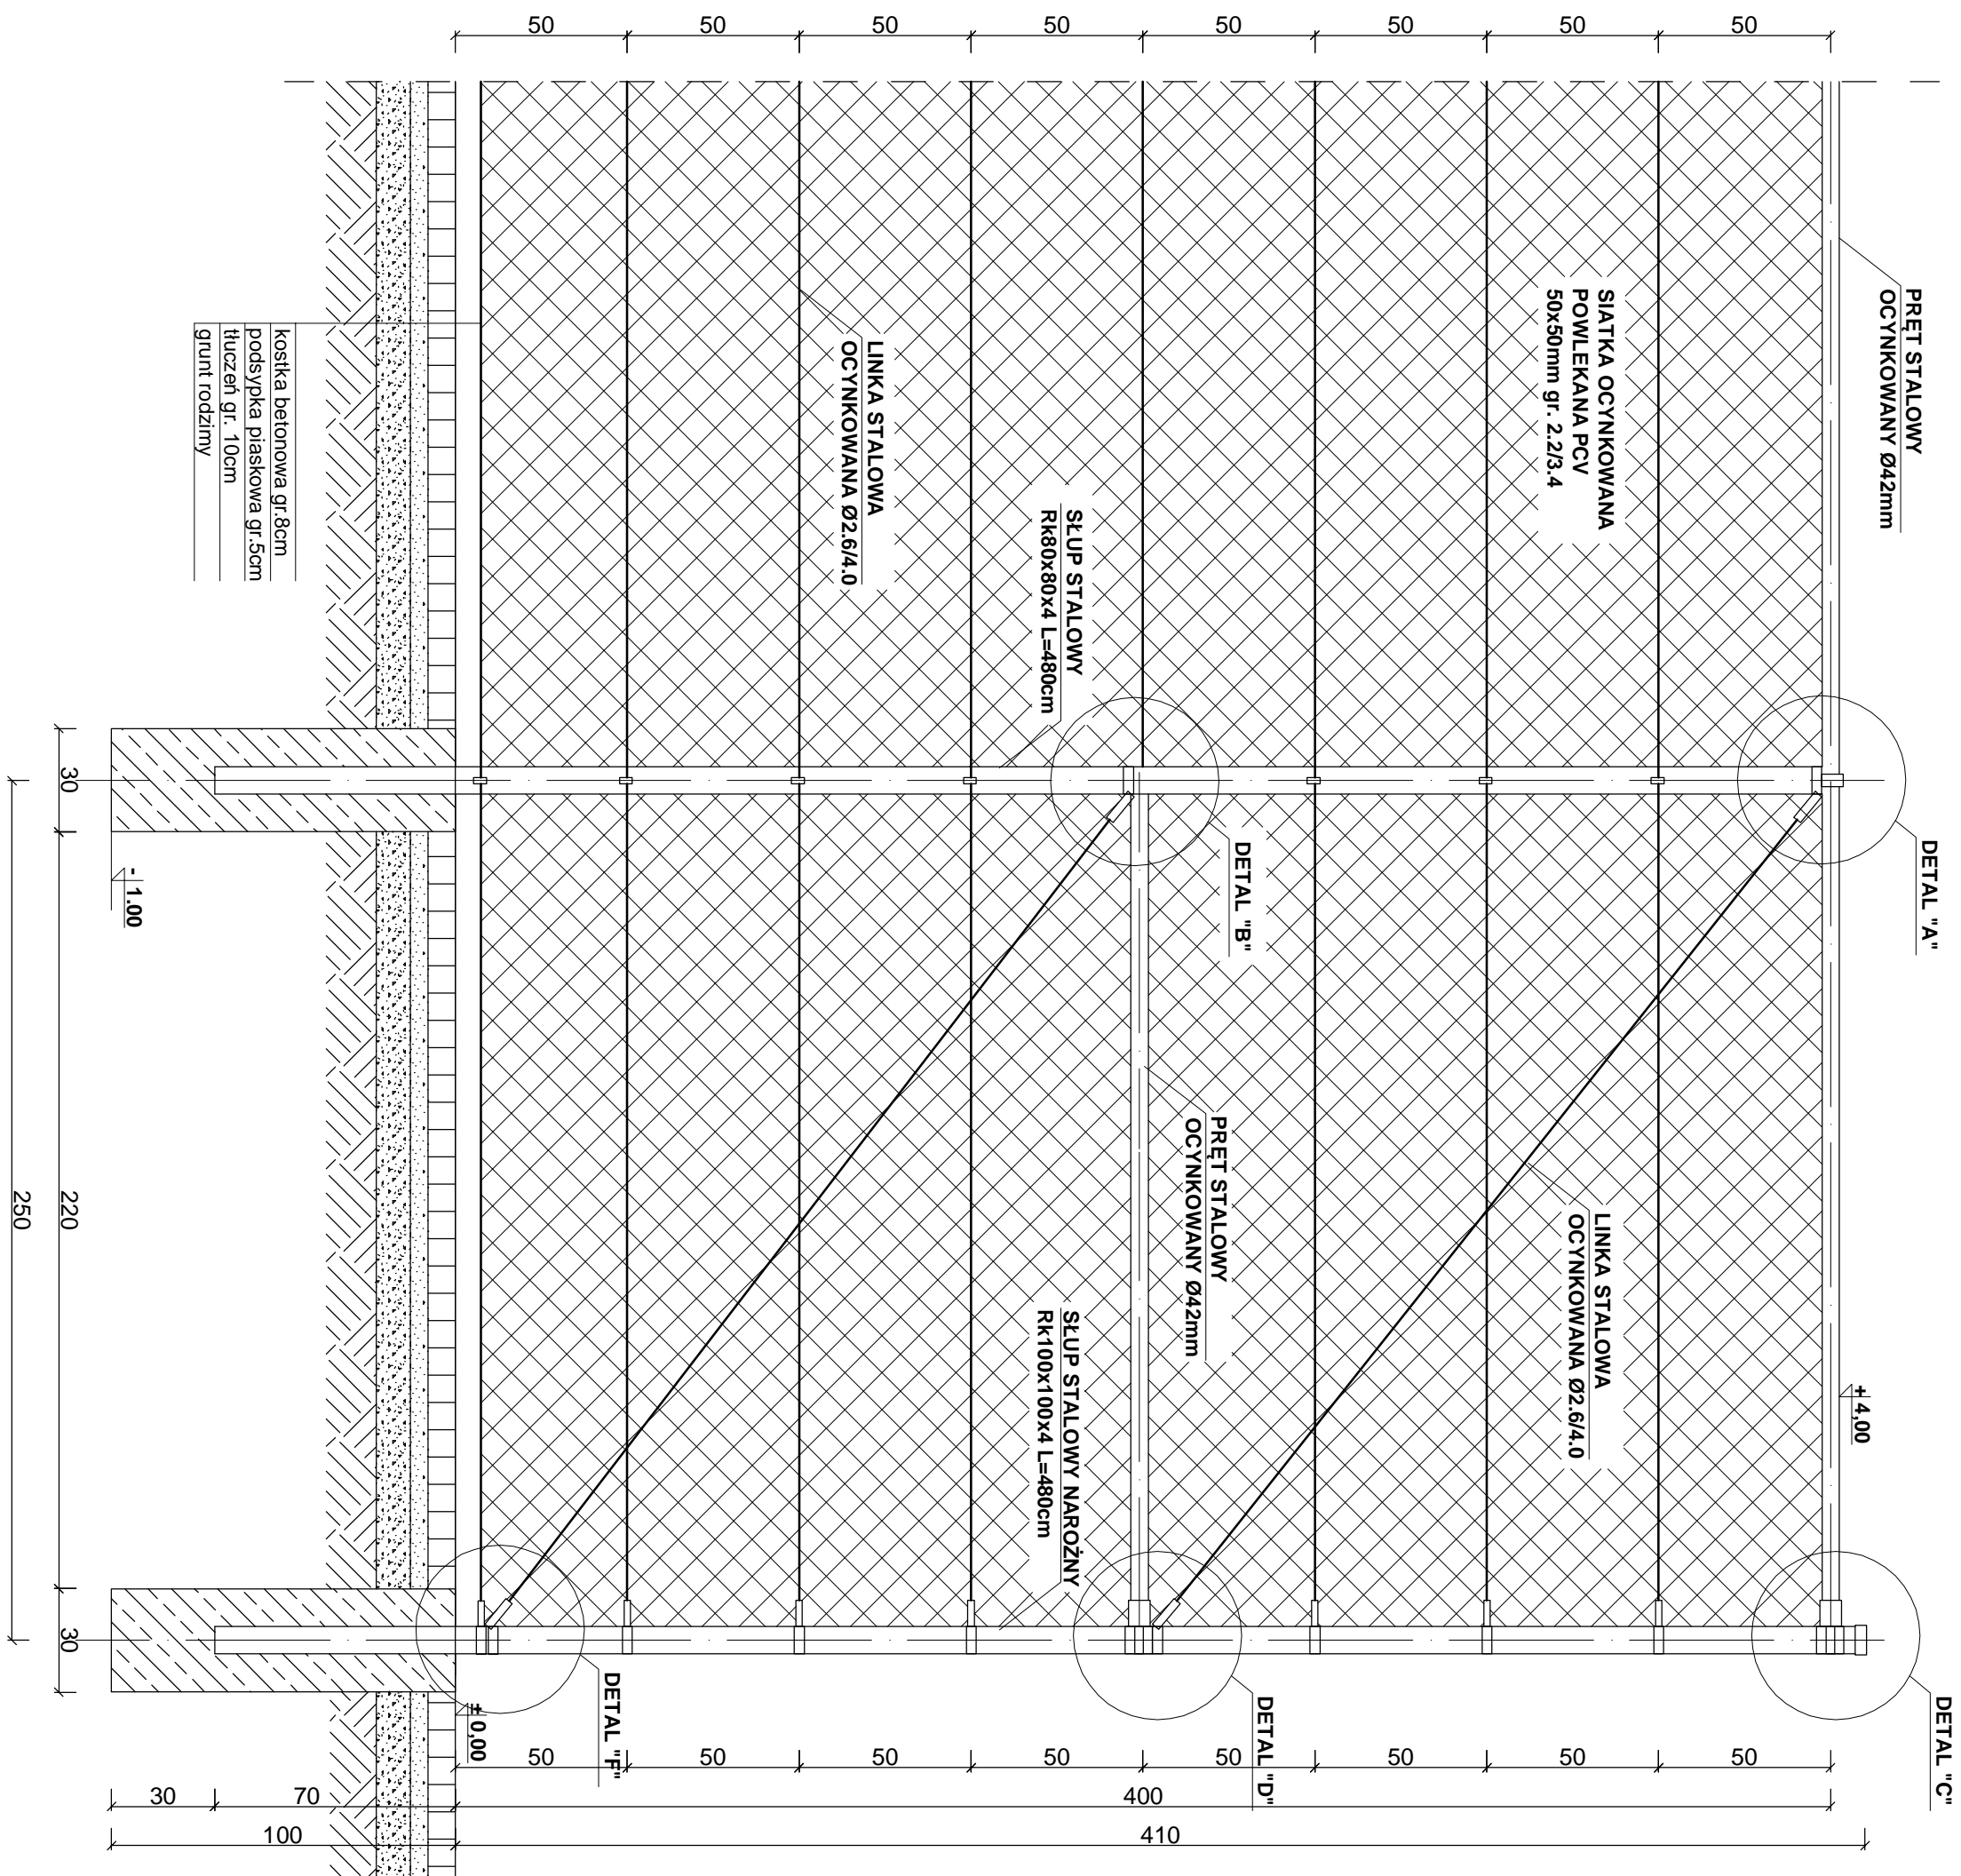 50
50
50
50
50
50
50
50
PRĘT STALOWY
OCYNKOWANY Ø42mm
SIATKA OCYNKOWANA
POWLEKANA PCV
50x50mm gr. 2.2/3.4
LINKA STALOWA
OCYNKOWANA Ø2.6/4.0
SŁUP STALOWY
Rk80x80x4 L=480cm
kostka betonowa gr.8cm
podsypka piaskowa gr.5cm
tłuczeń gr. 10cm
grunt rodzimy
DETAL "A"
DETAL "B"
PRĘT STALOWY
OCYNKOWANY Ø42mm
LINKA STALOWA
OCYNKOWANA Ø2.6/4.0
SŁUP STALOWY NAROŻNY
Rk100x100x4 L=480cm
+4,00
- 1.00
± 0,00
DETAL "C"
DETAL "D"
DETAL "F"
30
220
30
250
50
50
50
50
50
50
50
50
30
70
400
100
410